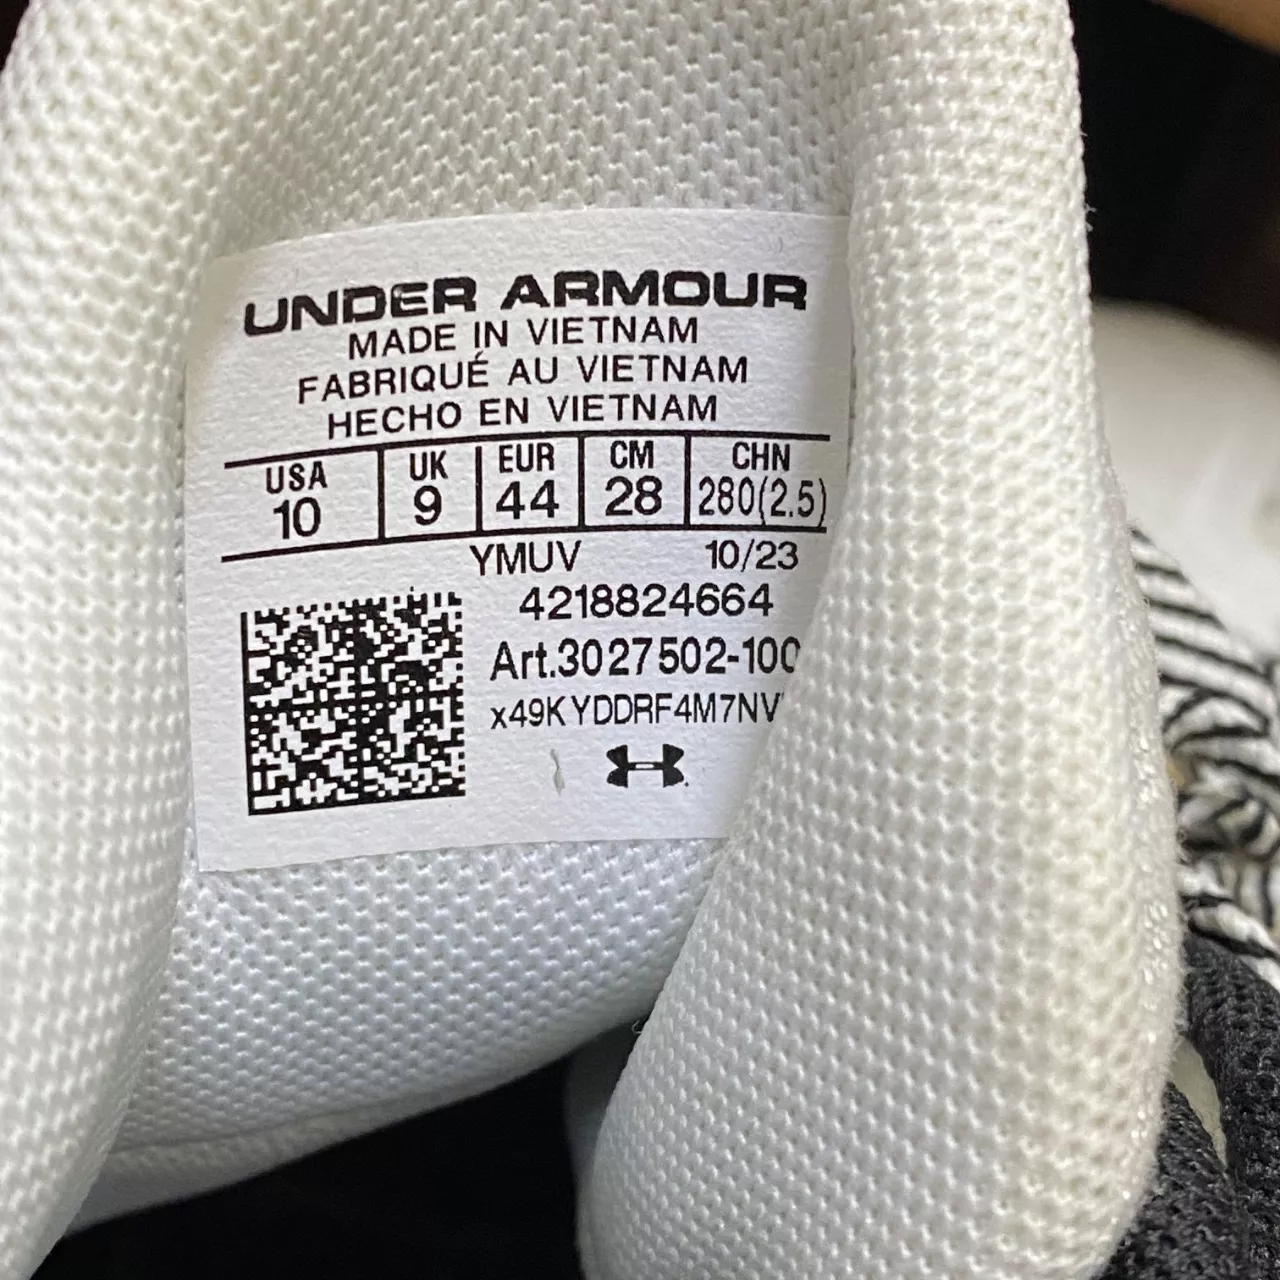 UNDER ARMOUR
MADE IN VIETNAM
FABRIQUÉ AU VIETNAM
HECHO EN VIETNAM
USA UK EUR CM CHN
10 9 44 28 280(2.5)
YMUV 10/23
4218824664
Art.3027502-100